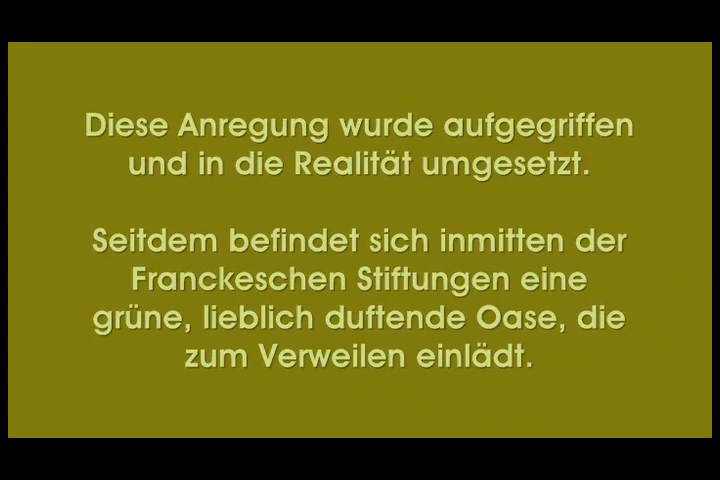 Diese Anregung wurde aufgegriffen
und in die Realität umgesetzt.
Seitdem befindet sich inmitten der
Franckeschen Stiftungen eine
grüne, lieblich duftende Oase, die
zum Verweilen einlädt.